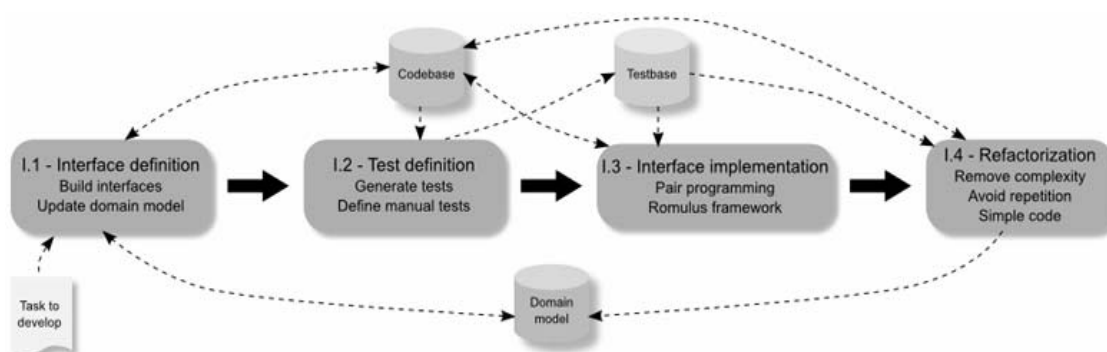 Codebase
Testbase
I.1 - Interface definition
Build interfaces
Update domain model
I.2 - Test definition
Generate tests
Define manual tests
I.3 - Interface implementation
Pair programming
Romulus framework
I.4 - Refactorization
Remove complexity
Avoid repetition
Simple code
Task to
develop
Domain
model